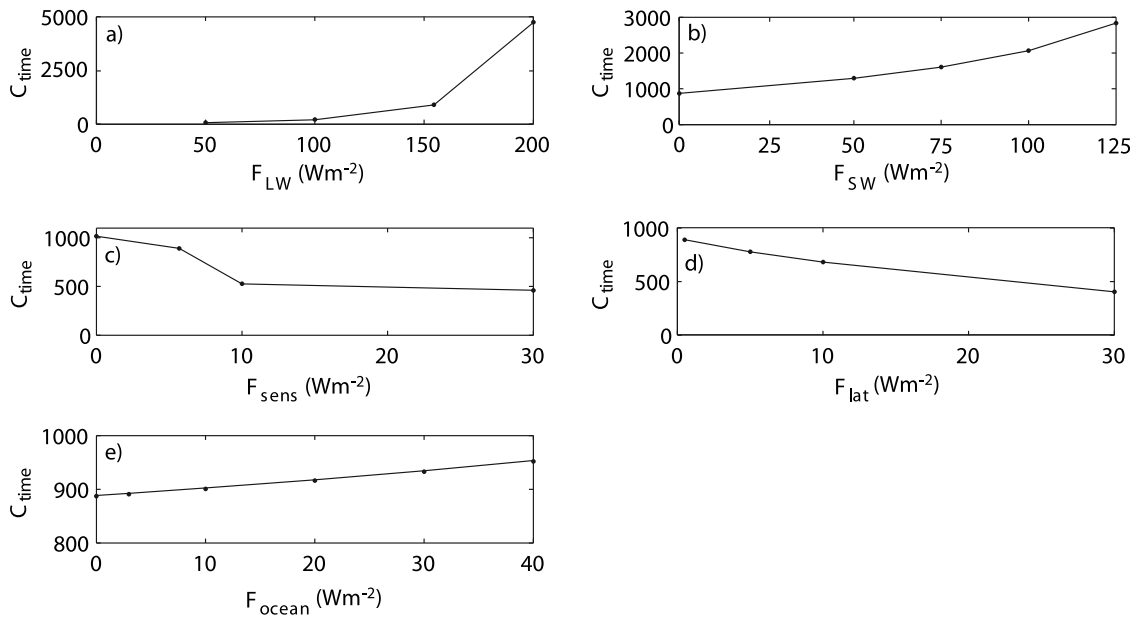 a)
C_time
5000
2500
0
50
100
150
200
F_LW (Wm⁻²)
b)
C_time
3000
2000
1000
0
0
25
50
75
100
125
F_SW (Wm⁻²)
c)
C_time
1000
500
0
0
10
20
30
F_sens (Wm⁻²)
d)
C_time
1000
500
0
0
10
20
30
F_lat (Wm⁻²)
e)
C_time
1000
900
800
0
10
20
30
40
F_ocean (Wm⁻²)